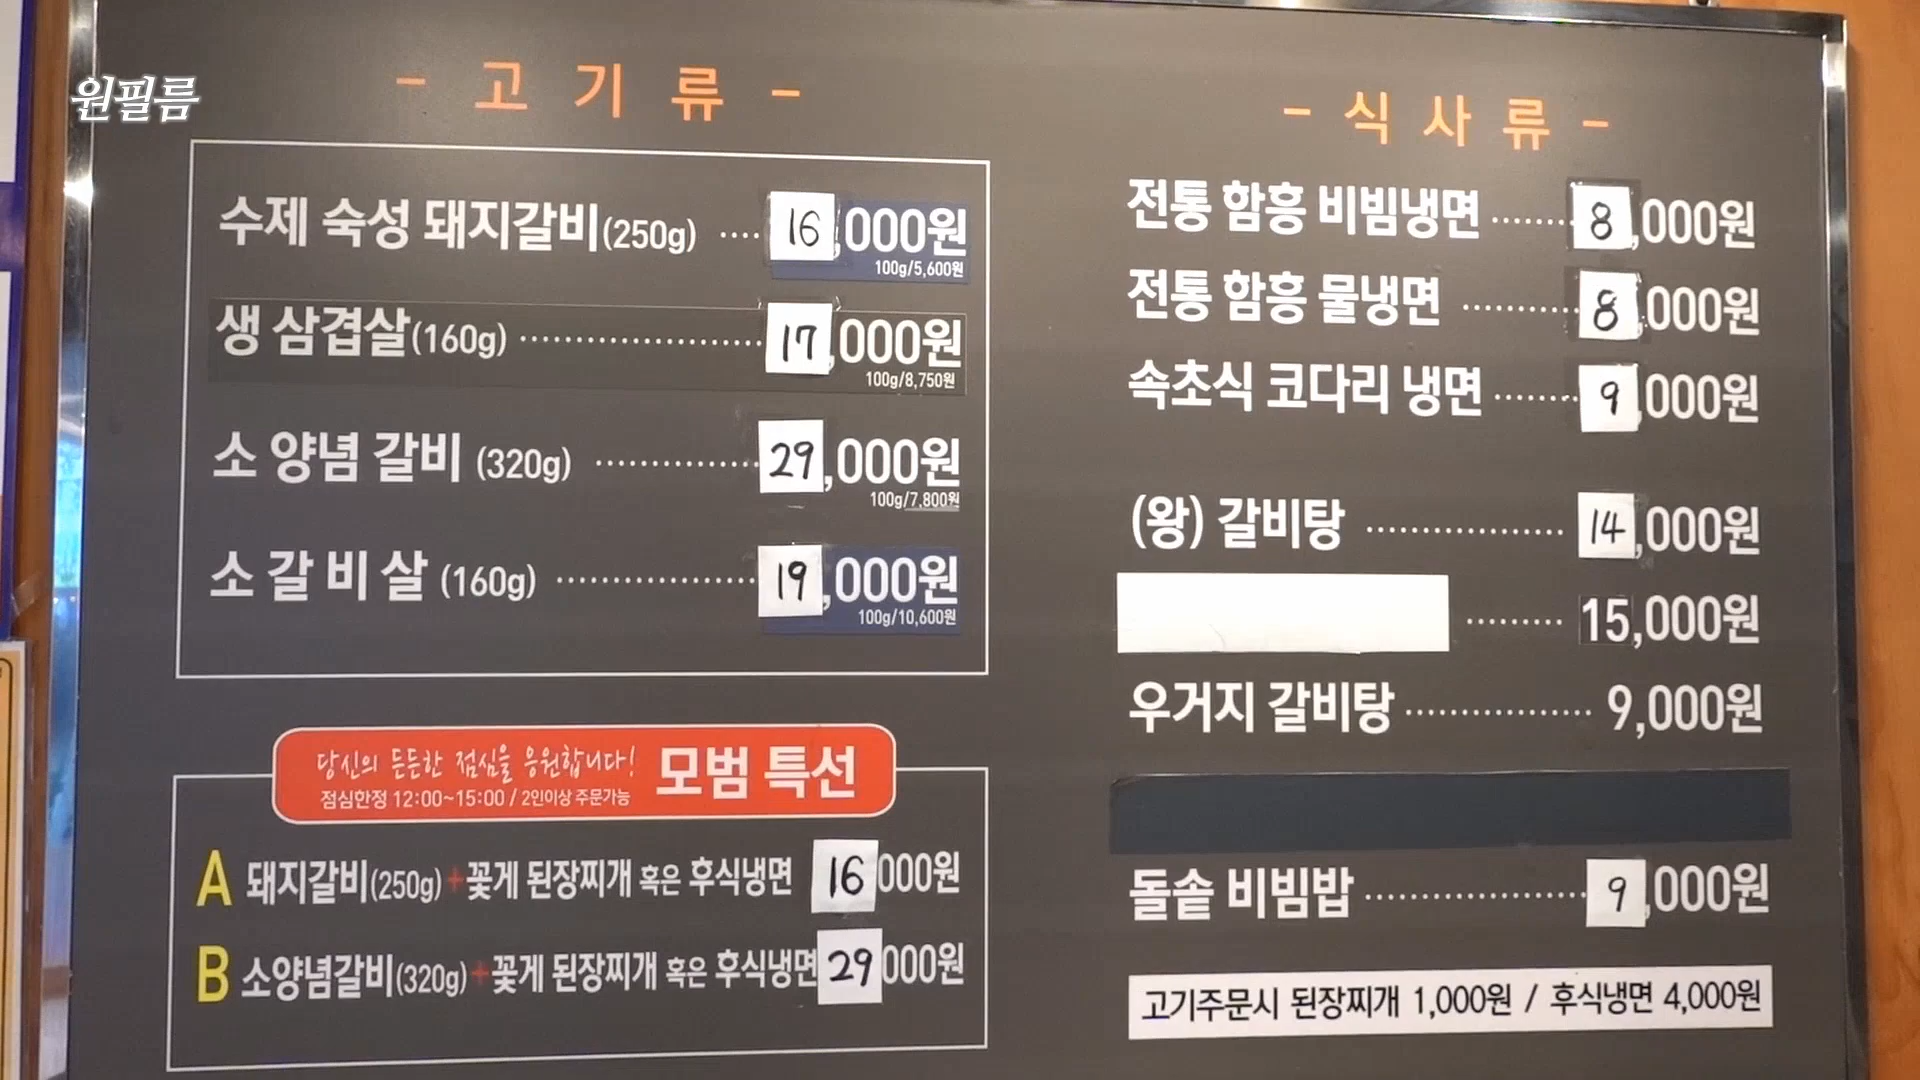 원필름
- 고 기 류 -
수제 숙성 돼지갈비(250g) ···· 16,000원
100g/5,600원
생 삼겹살(160g) ···················· 17,000원
100g/8,750원
소 양념 갈비 (320g) ·············· 29,000원
100g/7,800원
소 갈 비 살 (160g) ················· 19,000원
100g/10,600원
당신의 든든한 점심을 응원합니다! 모범 특선
점심한정 12:00~15:00 / 2인이상 주문가능
A 돼지갈비(250g)+꽃게 된장찌개 혹은 후식냉면 16 000원
B 소양념갈비(320g)+꽃게 된장찌개 혹은 후식냉면 29 000원
- 식 사 류 -
전통 함흥 비빔냉면 ······· 8,000원
전통 함흥 물냉면 ·········· 8,000원
속초식 코다리 냉면 ······· 9,000원
(왕) 갈비탕 ················· 14,000원
········ 15,000원
우거지 갈비탕 ················ 9,000원
돌솥 비빔밥 ··················· 9,000원
고기주문시 된장찌개 1,000원 / 후식냉면 4,000원